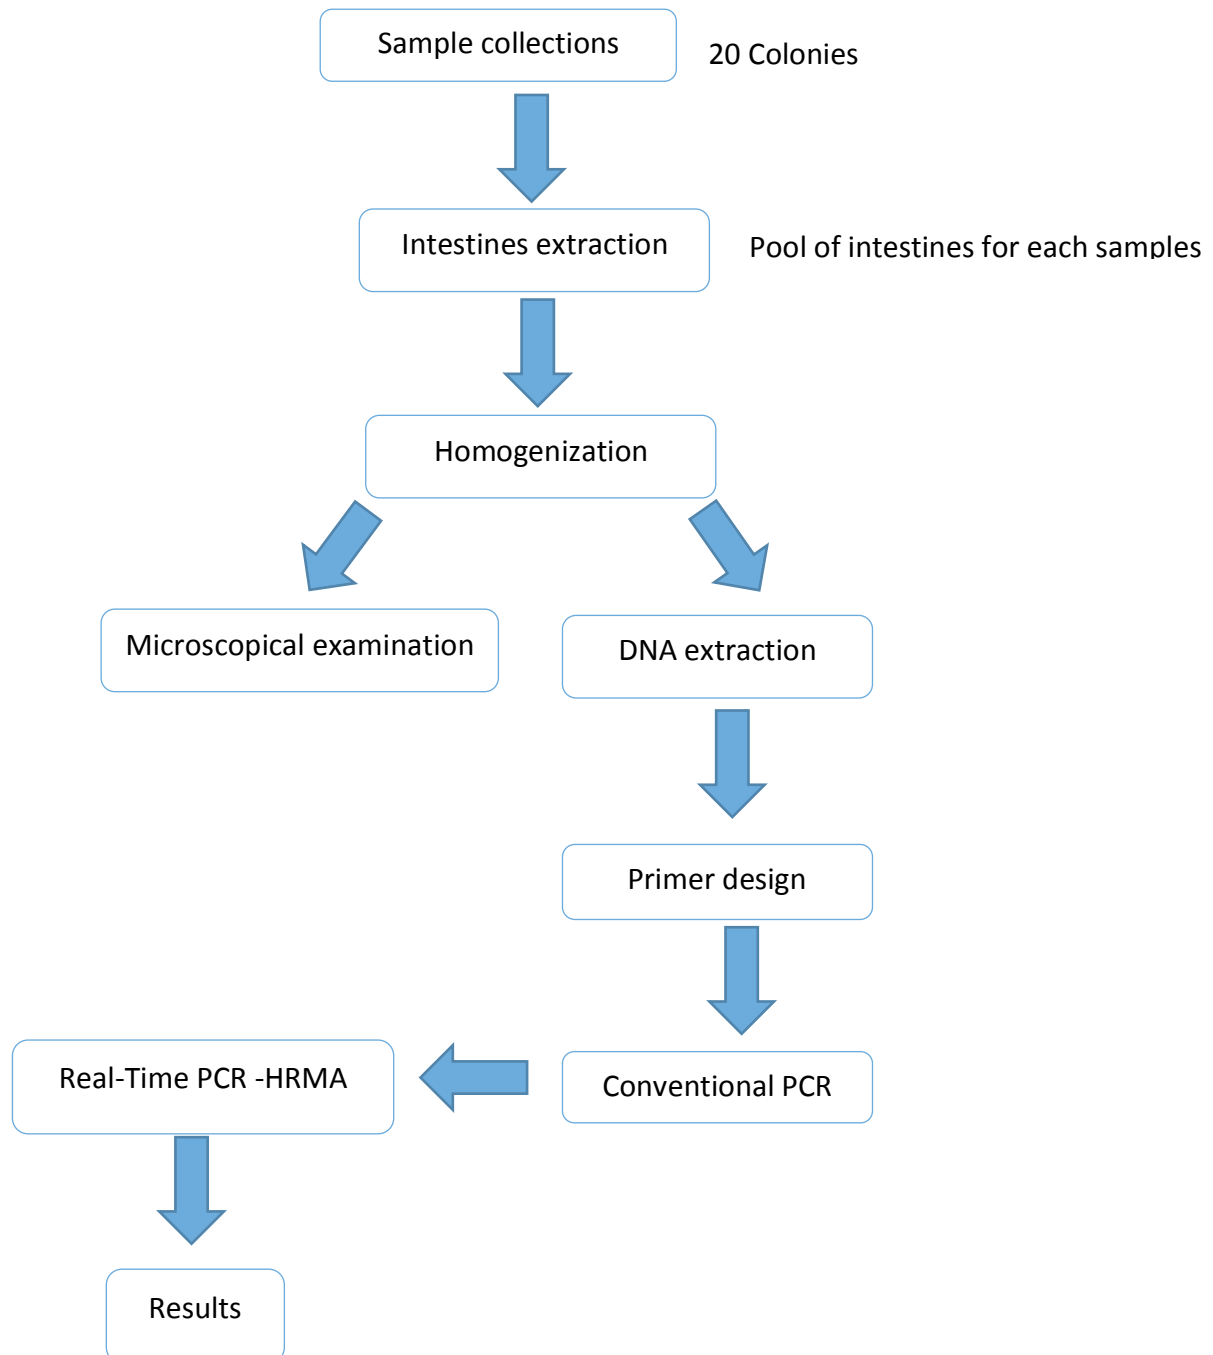 Sample collections
20 Colonies
Intestines extraction
Pool of intestines for each samples
Homogenization
Microscopical examination
DNA extraction
Primer design
Real-Time PCR -HRMA
Conventional PCR
Results